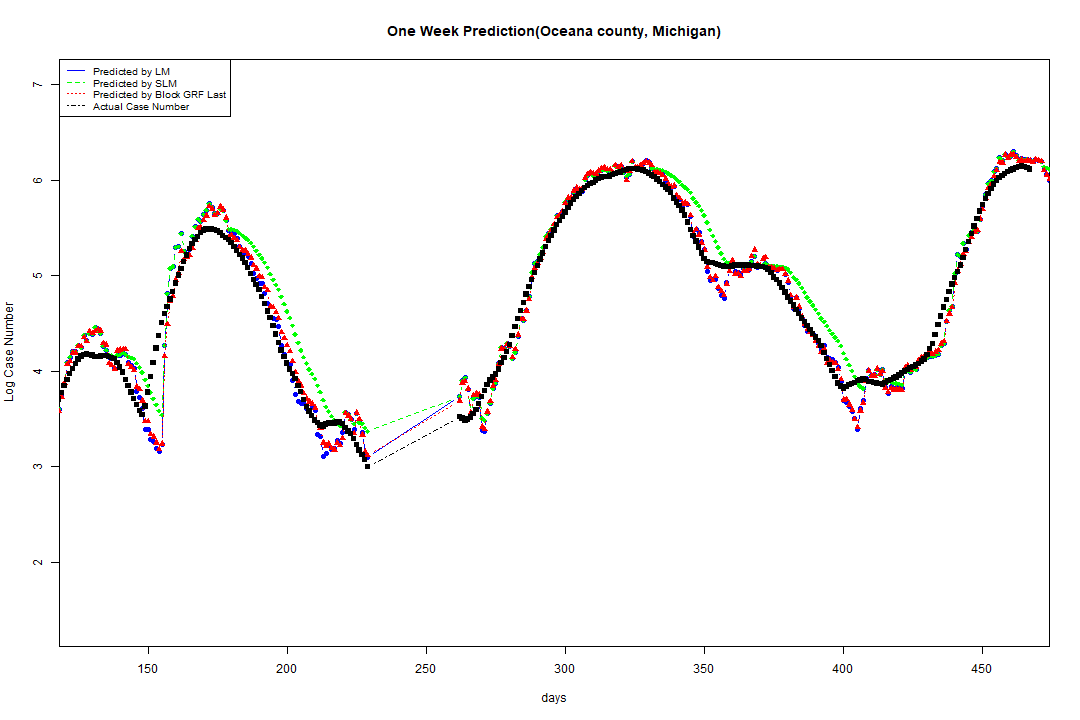 One Week Prediction(Oceana county, Michigan)
Predicted by LM
Predicted by SLM
Predicted by Block GRF Last
Actual Case Number
7
6
5
4
3
2
Log Case Number
150 200 250 300 350 400 450
days